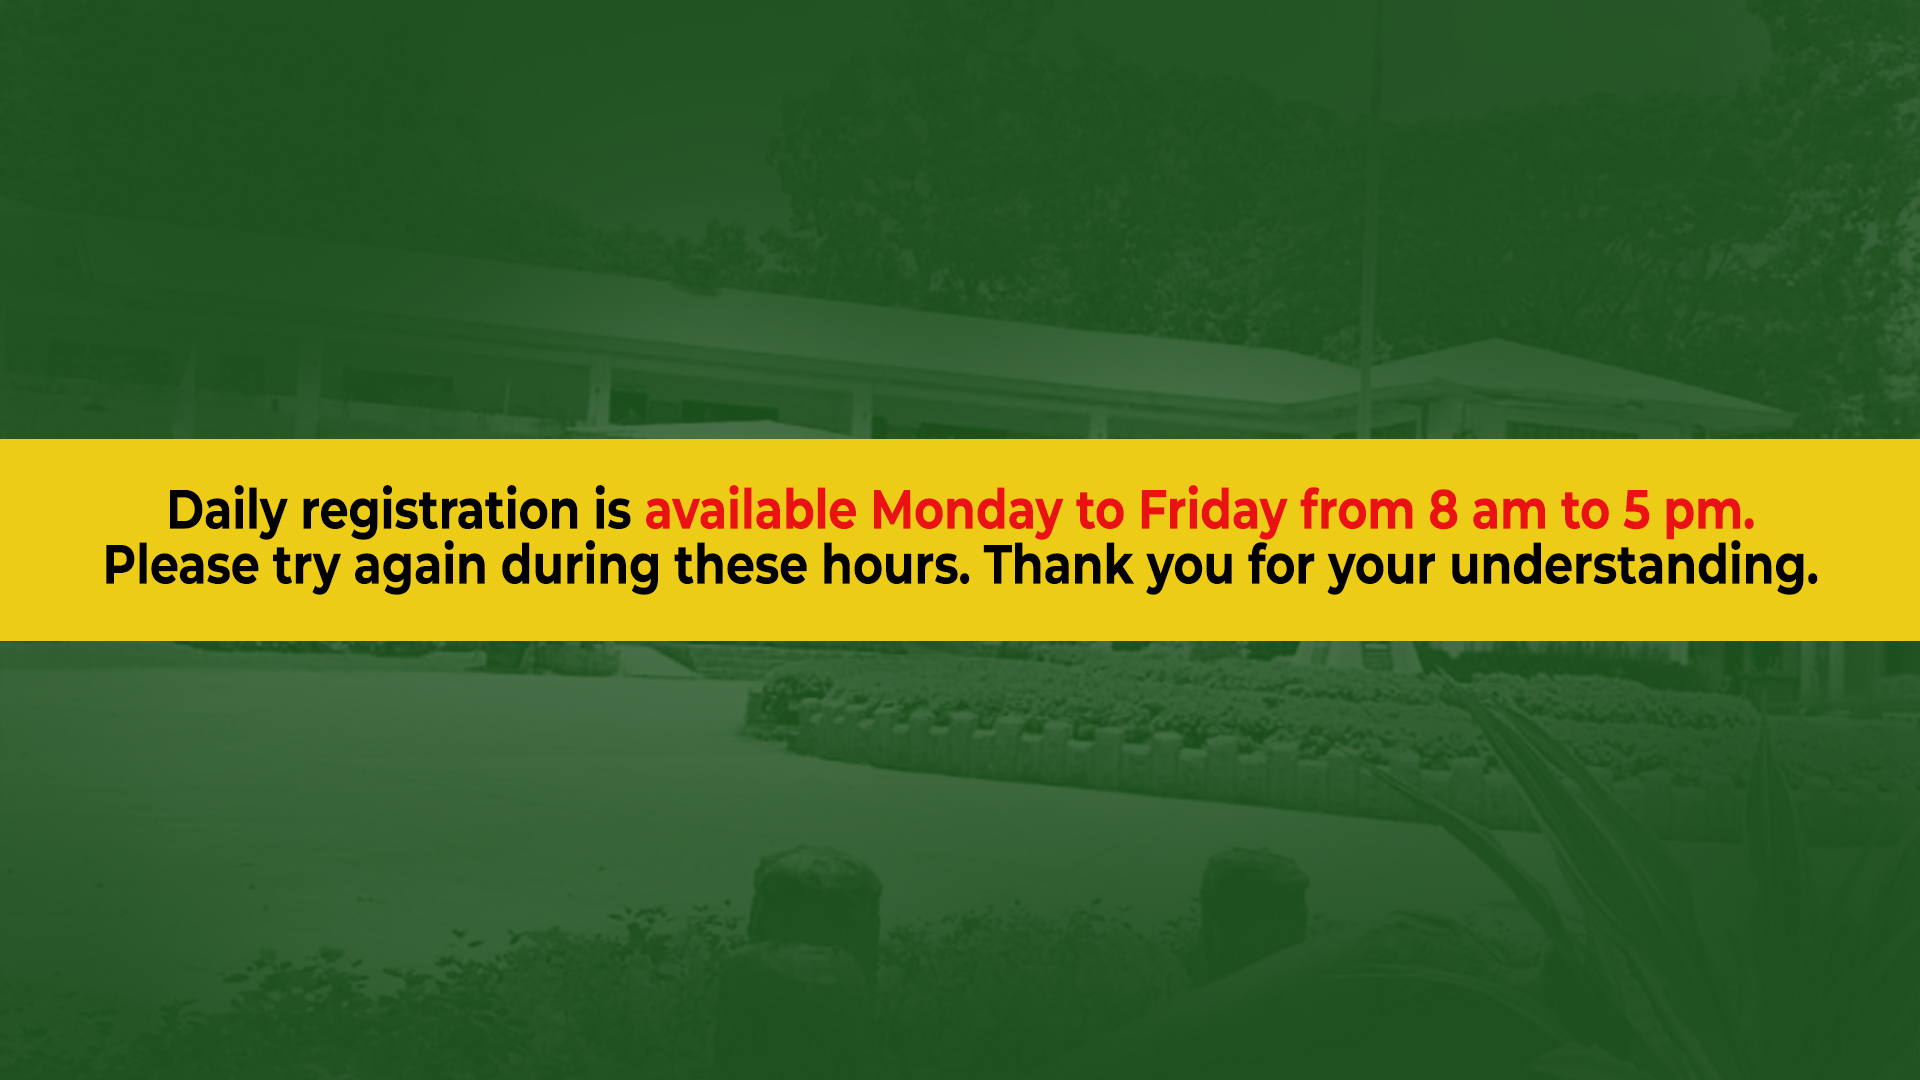 Daily registration is available Monday to Friday from 8 am to 5 pm.
Please try again during these hours. Thank you for your understanding.